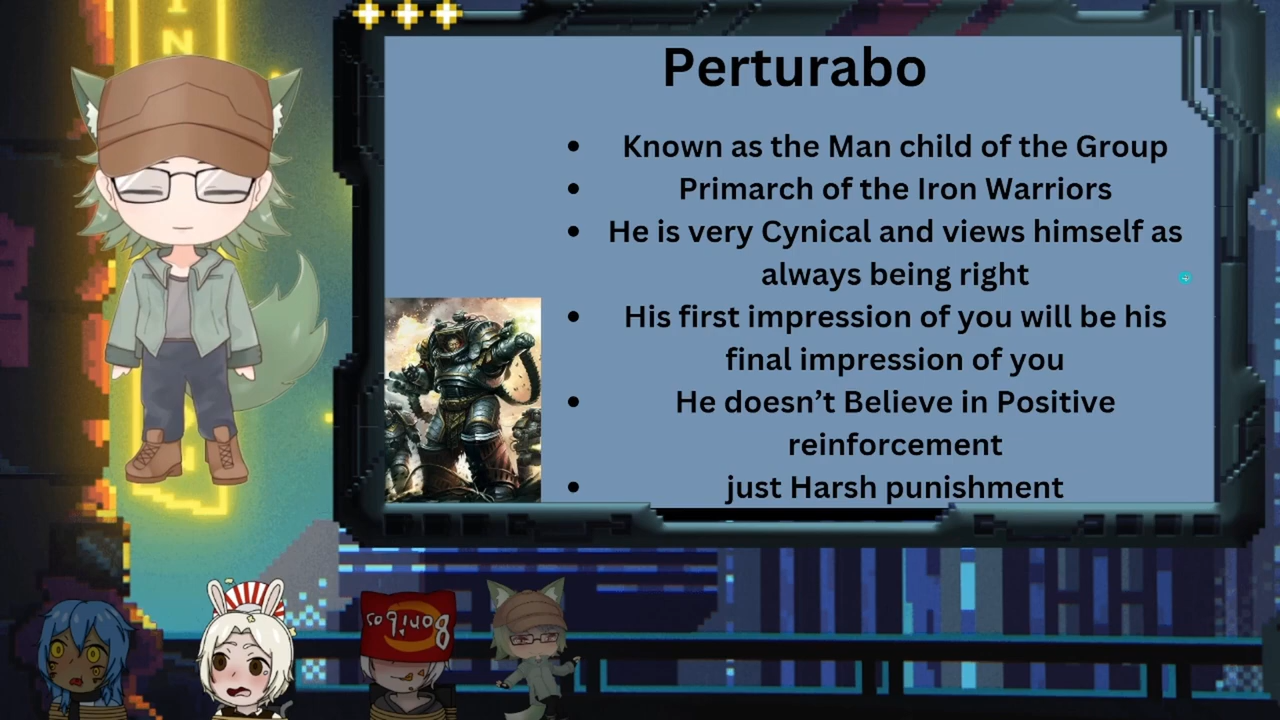 I
N
Perturabo
Known as the Man child of the Group
Primarch of the Iron Warriors
He is very Cynical and views himself as
always being right
His first impression of you will be his
final impression of you
He doesn't Believe in Positive
reinforcement
just Harsh punishment
Boniros